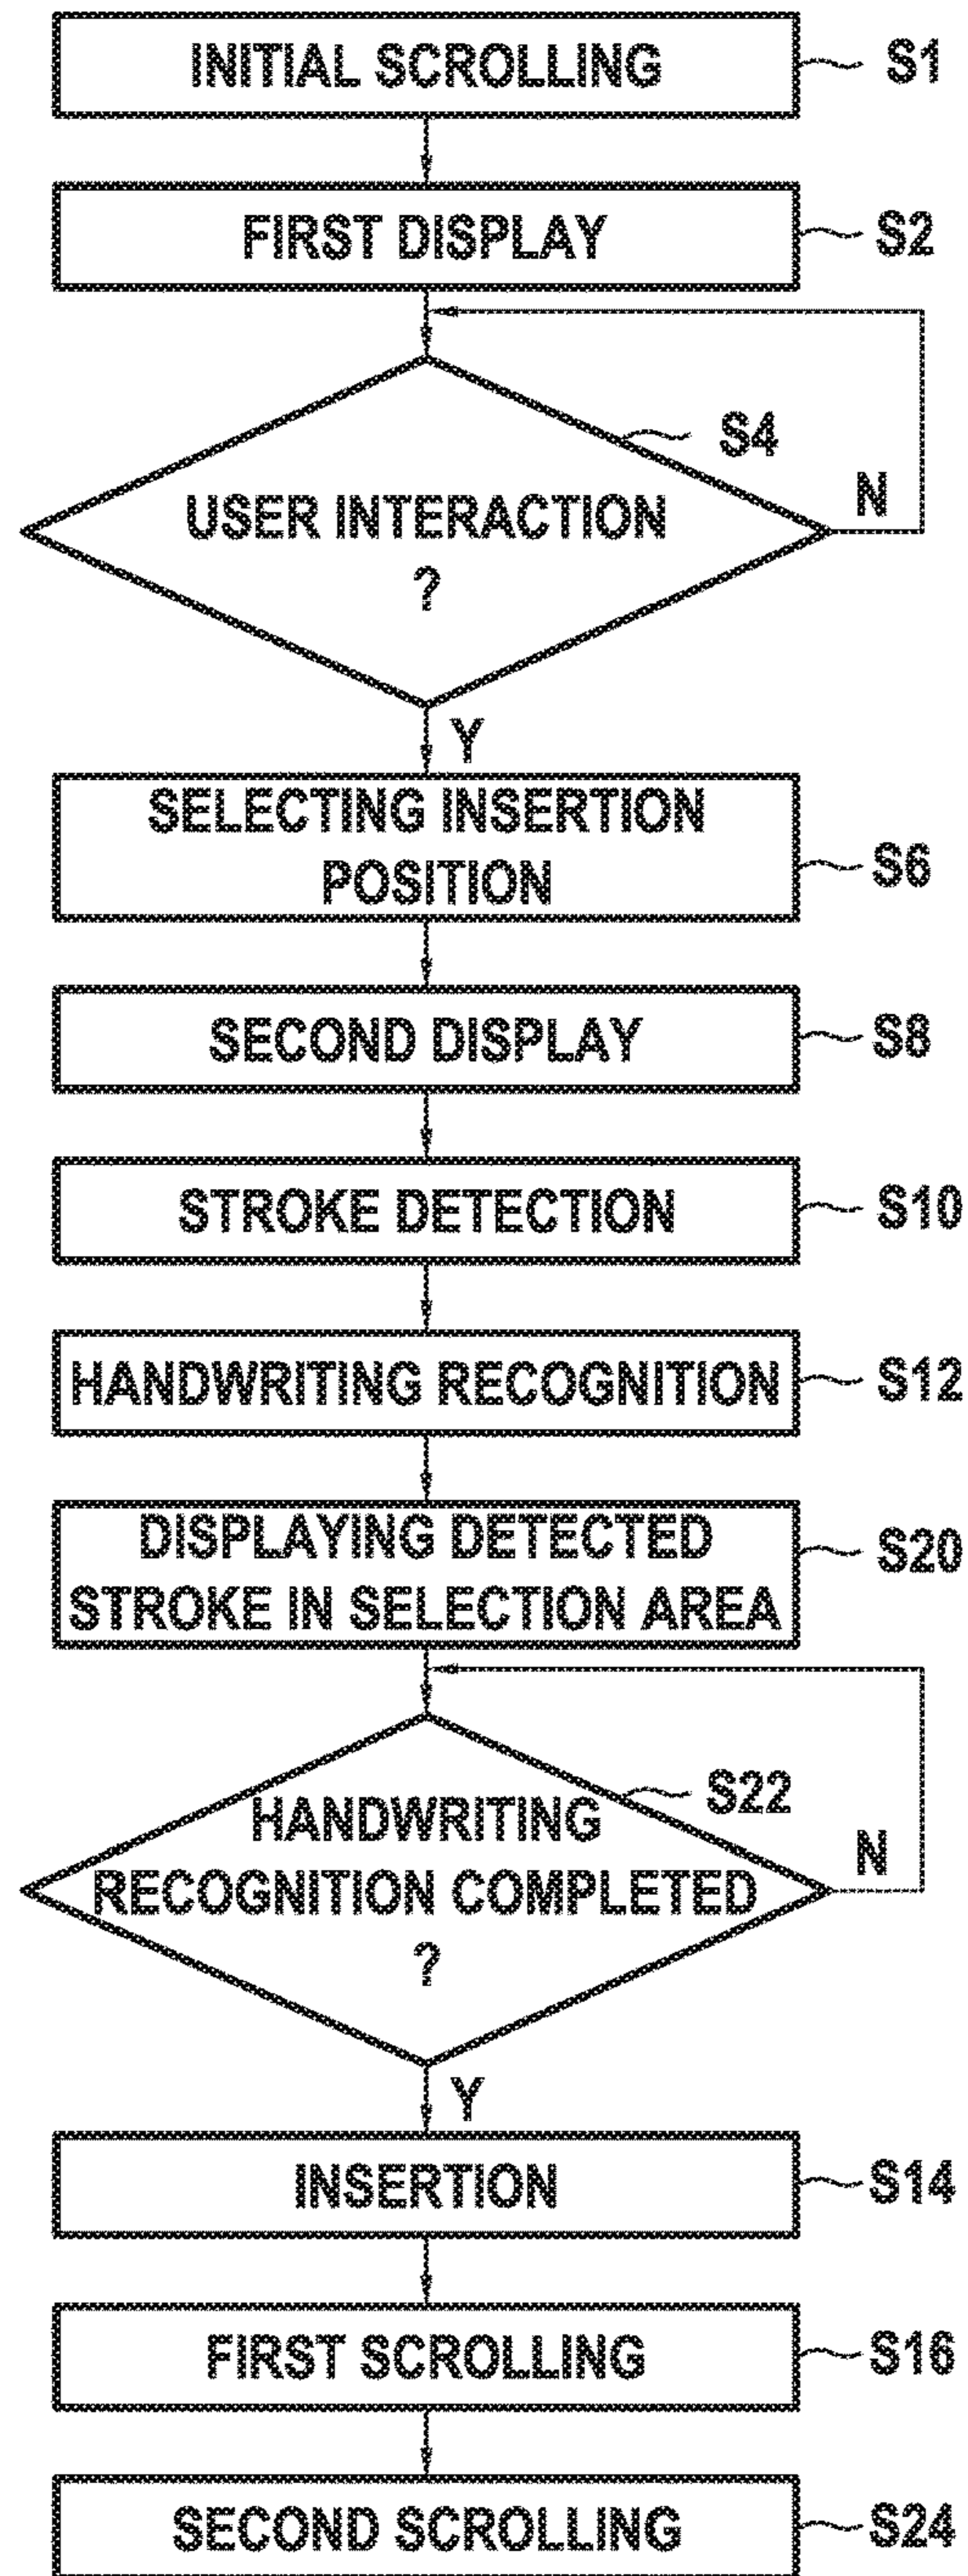 INITIAL SCROLLING
S1
FIRST DISPLAY
S2
S4
USER INTERACTION
?
N
Y
SELECTING INSERTION
POSITION
S6
SECOND DISPLAY
S8
STROKE DETECTION
S10
HANDWRITING RECOGNITION
S12
DISPLAYING DETECTED
STROKE IN SELECTION AREA
S20
S22
HANDWRITING
RECOGNITION COMPLETED
?
N
Y
INSERTION
S14
FIRST SCROLLING
S16
SECOND SCROLLING
S24